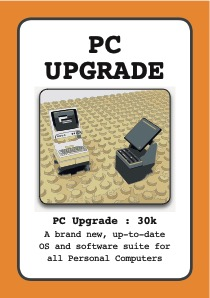 PC
UPGRADE
PC Upgrade : 30k
A brand new, up-to-date
OS and software suite for
all Personal Computers